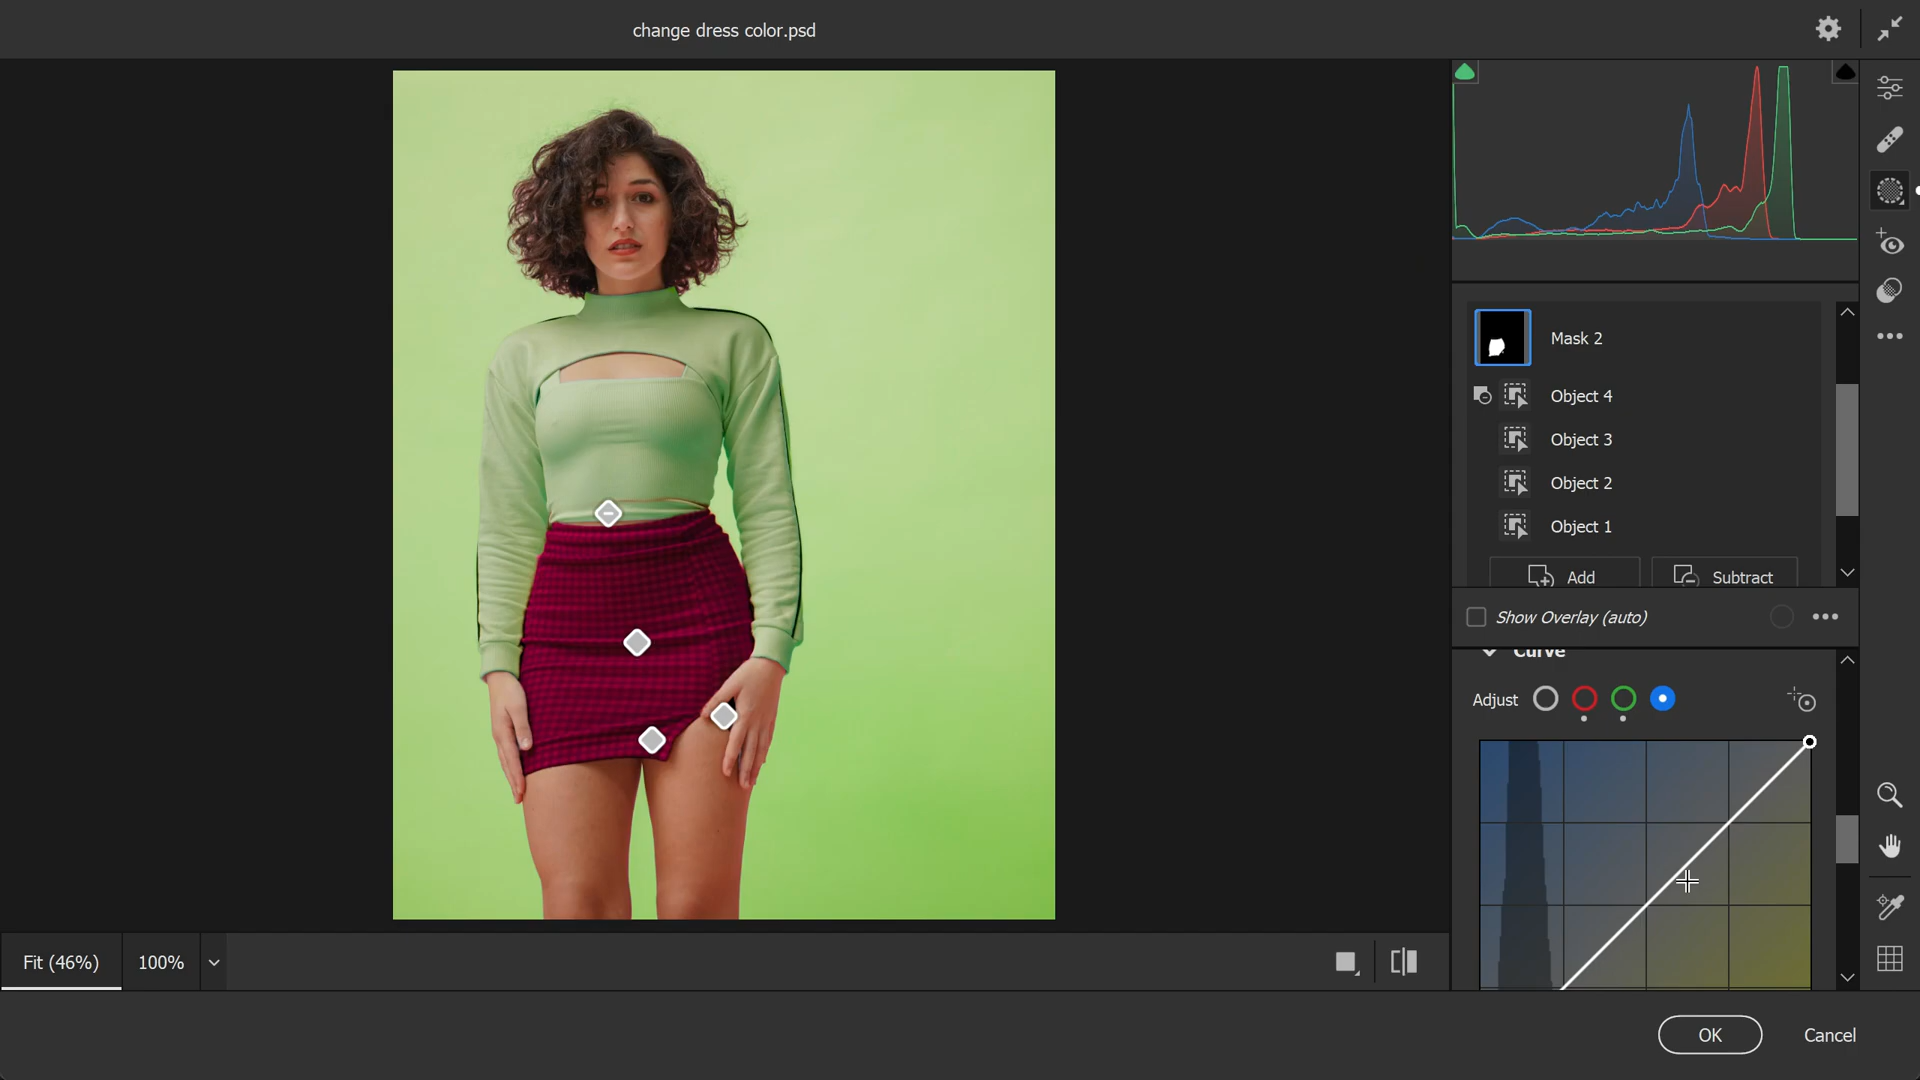 change dress color.psd
Mask 2
Object 4
Object 3
Object 2
Object 1
Add
Subtract
Show Overlay (auto)
Curve
Adjust
Fit (46%)
100%
OK
Cancel